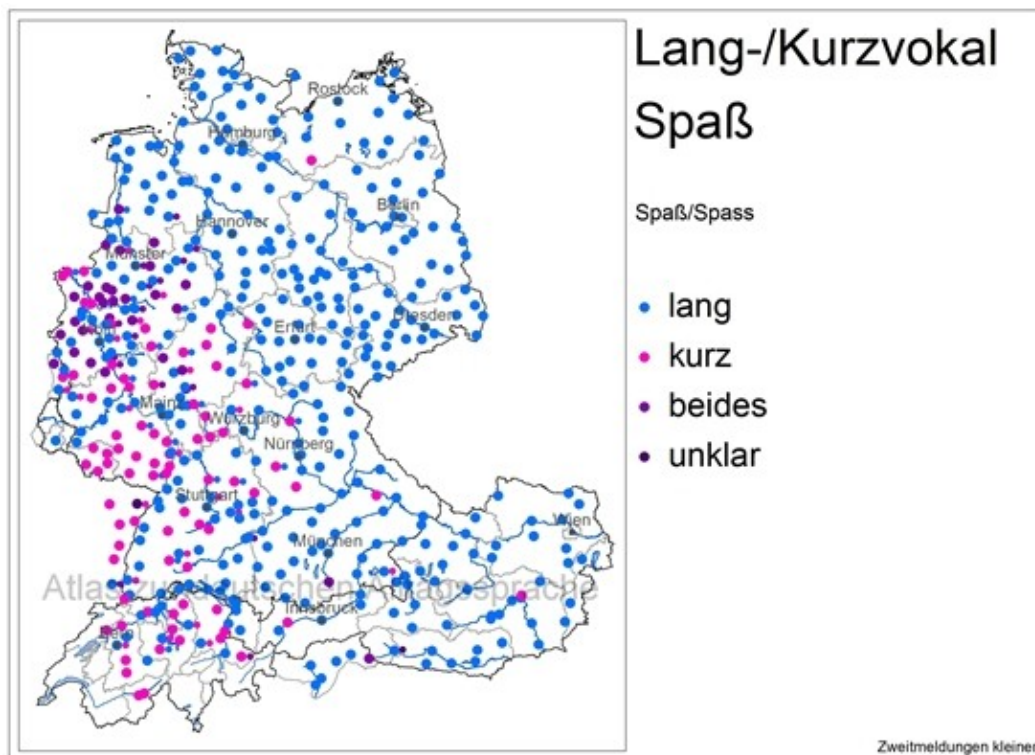 Lang-/Kurzvokal
Spaß
Spaß/Spass
lang
kurz
beides
unklar
Rostock
Hamburg
Berlin
Hannover
Münster
Dresden
Erfurt
Köln
Mainz
Würzburg
Nürnberg
Stuttgart
Wien
München
Atlas zur deutschen Alltagssprache
Innsbruck
Bern
Zweitmeldungen kleiner